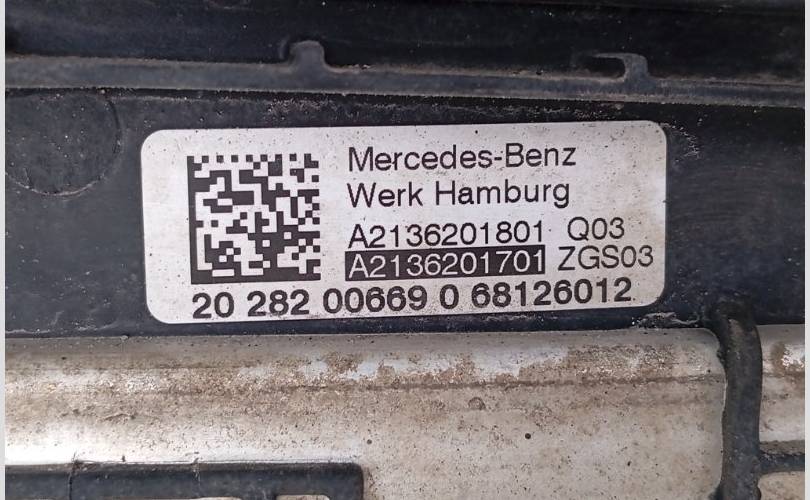 Mercedes-Benz
Werk Hamburg
A2136201801 Q03
A2136201701 ZGS03
20 282 00669 0 68126012